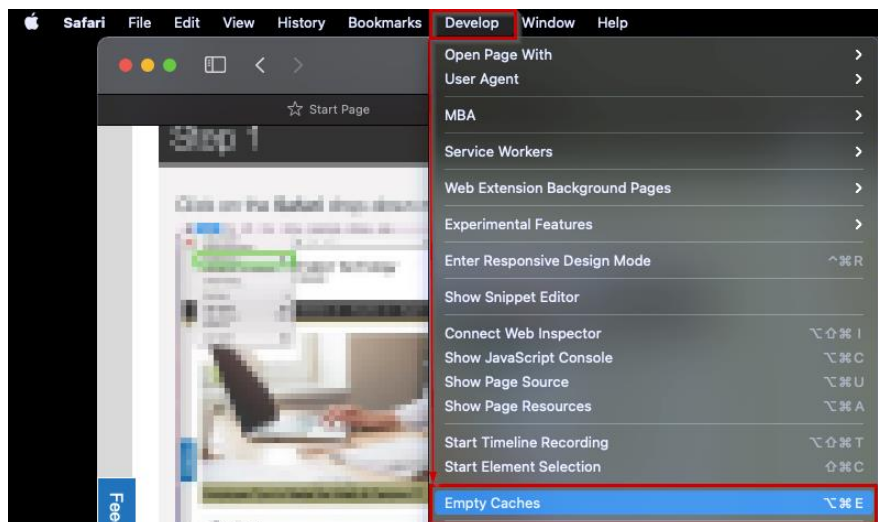 Safari File Edit View History Bookmarks Develop Window Help
Start Page
Step 1
Open Page With
User Agent
MBA
Service Workers
Web Extension Background Pages
Experimental Features
Enter Responsive Design Mode ^⌘R
Show Snippet Editor
Connect Web Inspector ⌥⇧⌘I
Show JavaScript Console ⌥⌘C
Show Page Source ⌥⌘U
Show Page Resources ⌥⌘A
Start Timeline Recording ⌥⇧⌘T
Start Element Selection ⇧⌘C
Empty Caches ⌥⌘E
Fee